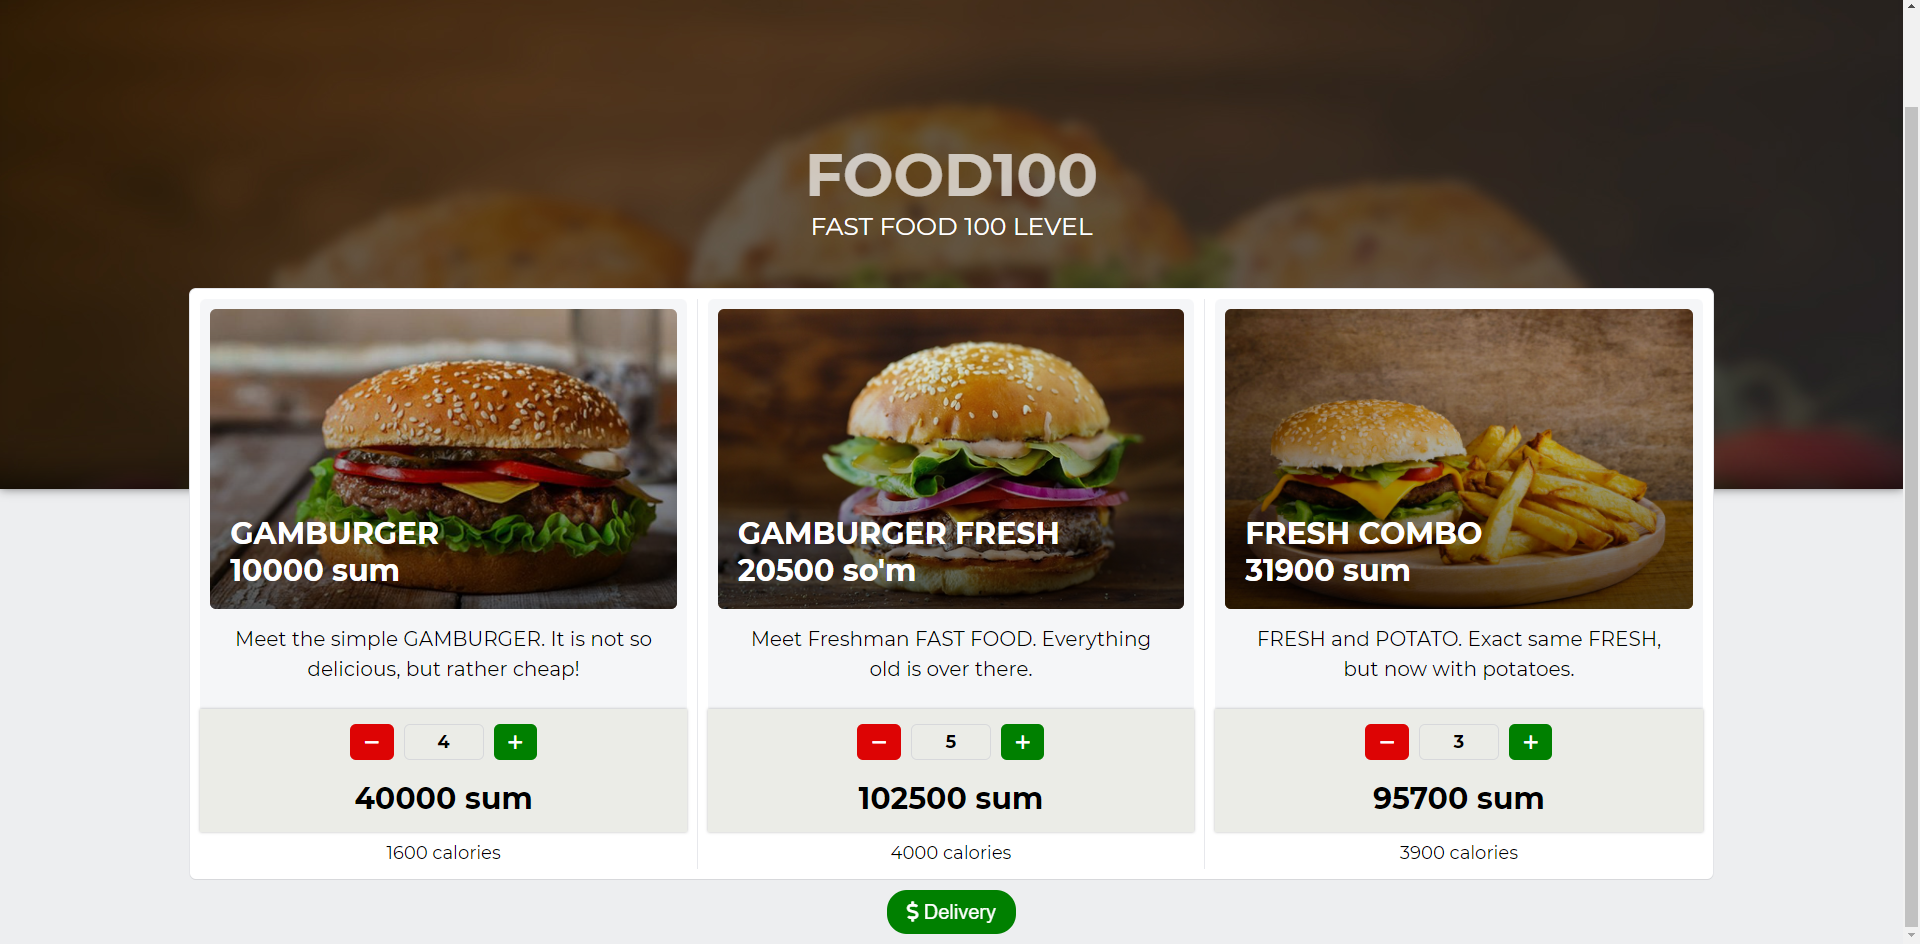 FOOD100
FAST FOOD 100 LEVEL
GAMBURGER
10000 sum
Meet the simple GAMBURGER. It is not so
delicious, but rather cheap!
− 4 +
40000 sum
1600 calories
GAMBURGER FRESH
20500 so'm
Meet Freshman FAST FOOD. Everything
old is over there.
− 5 +
102500 sum
4000 calories
FRESH COMBO
31900 sum
FRESH and POTATO. Exact same FRESH,
but now with potatoes.
− 3 +
95700 sum
3900 calories
$ Delivery